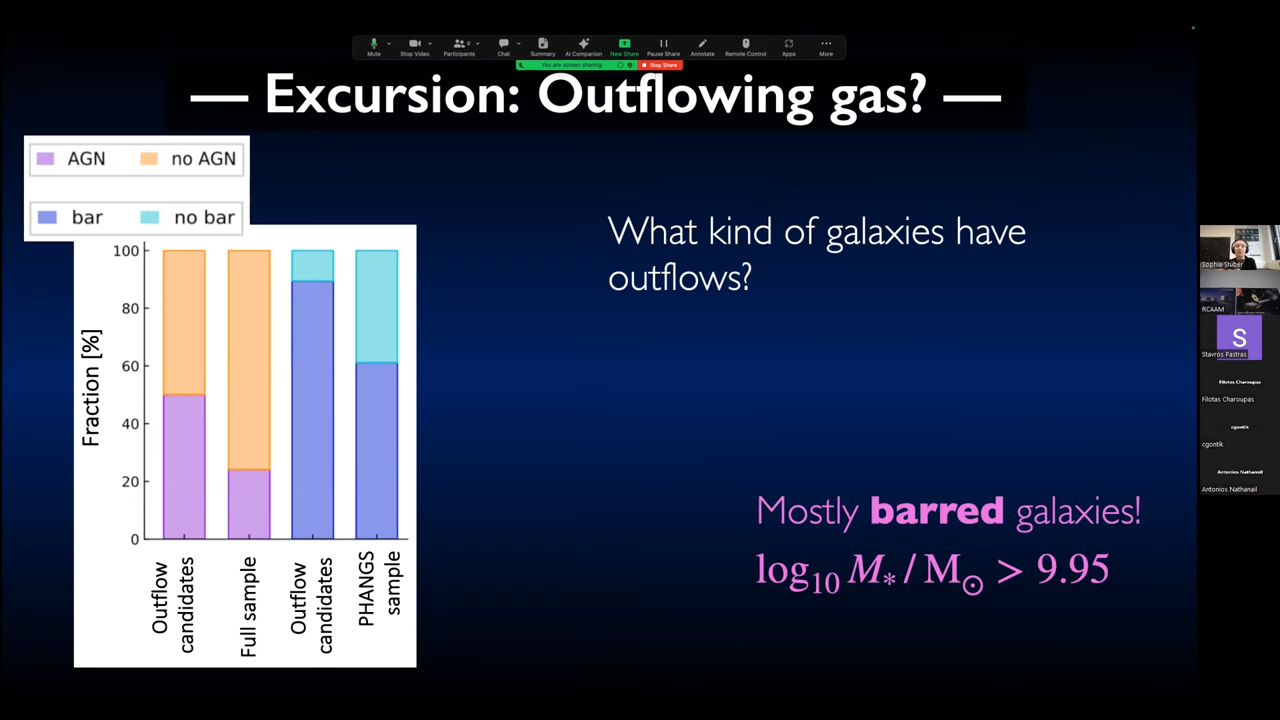 Mute
Stop Video
Participants
9
Chat
Summary
AI Companion
New Share
Pause Share
Annotate
Remote Control
Apps
More
You are screen sharing
Stop Share
— Excursion: Outflowing gas? —
AGN
no AGN
bar
no bar
What kind of galaxies have
outflows?
Fraction [%]
100
80
60
40
20
0
Outflow
candidates
Full sample
Outflow
candidates
PHANGS
sample
Mostly barred galaxies!
log₁₀ M* / M☉ > 9.95
Sophia Stuber
RCAAM
S
Stavros Pastras
Filotas Charoupas
Filotas Charoupas
cgontik
cgontik
Antonios Nathanail
Antonios Nathanail